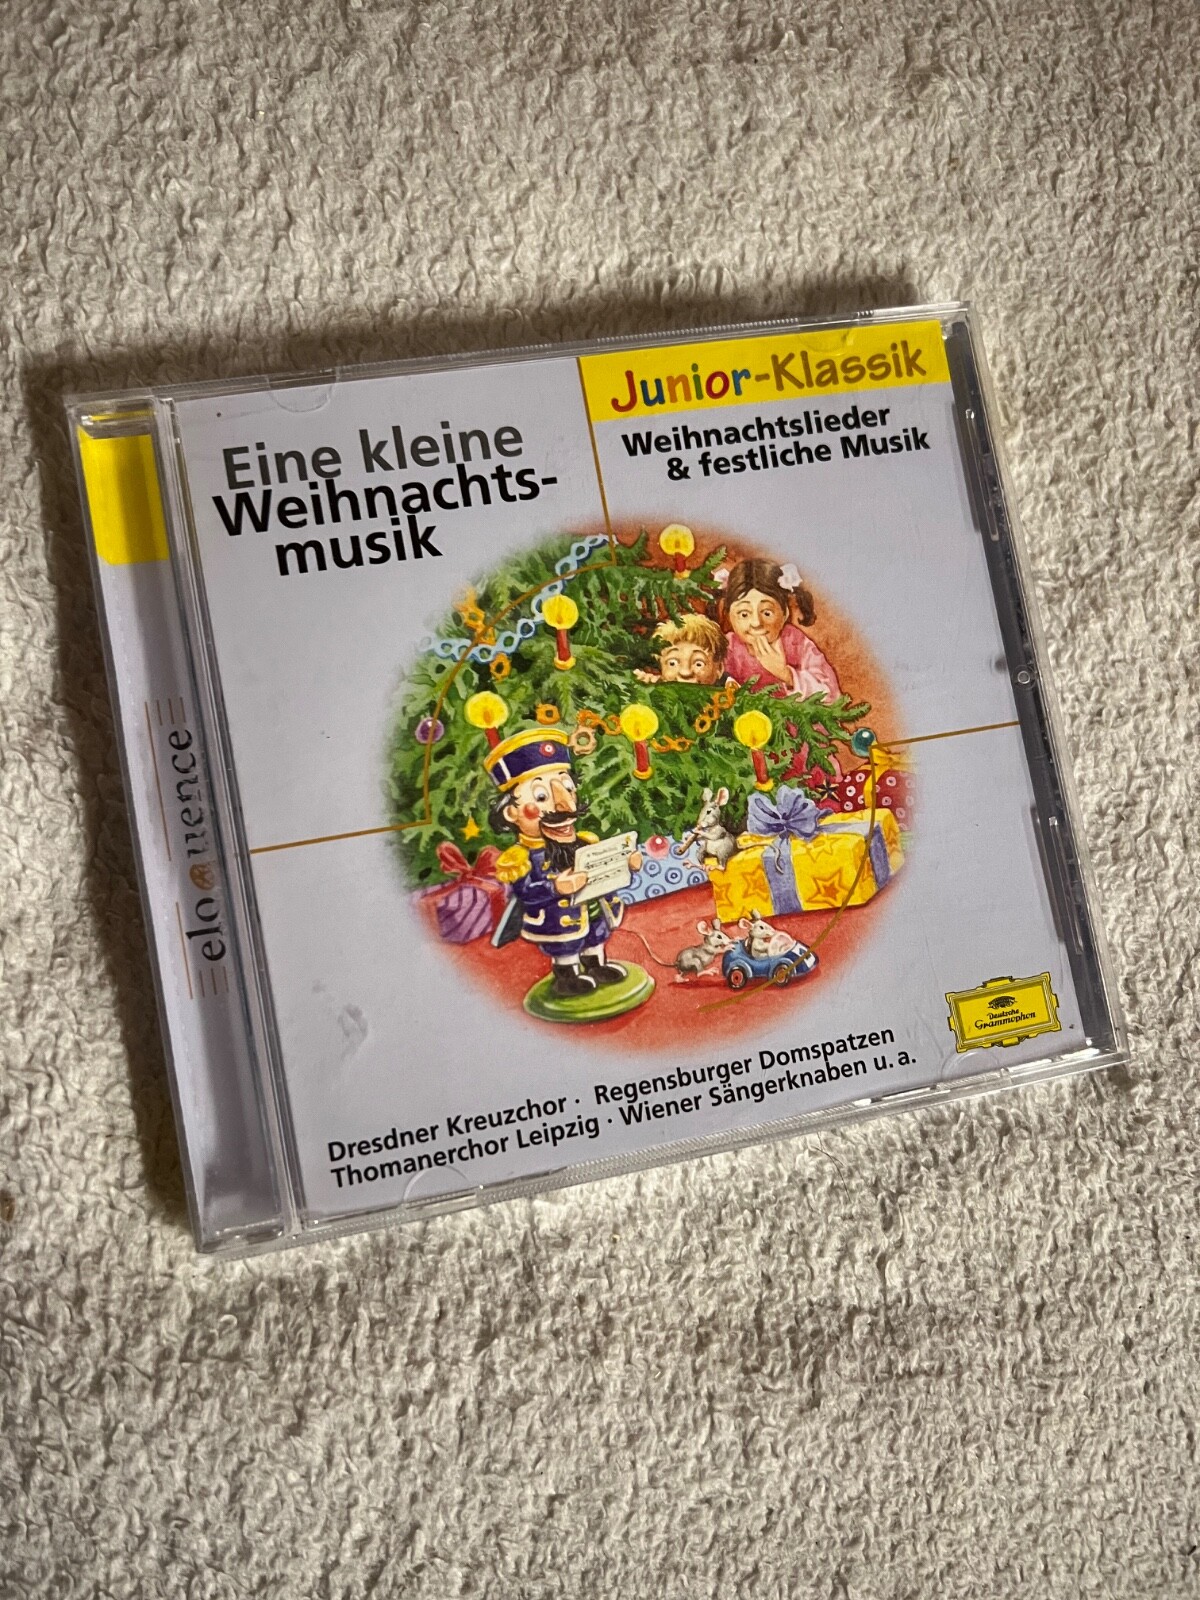 Eine kleine
Weihnachts-
musik
Junior-Klassik
Weihnachtslieder
& festliche Musik
eloquence
Deutsche
Grammophon
Dresdner Kreuzchor · Regensburger Domspatzen
Thomanerchor Leipzig · Wiener Sängerknaben u. a.